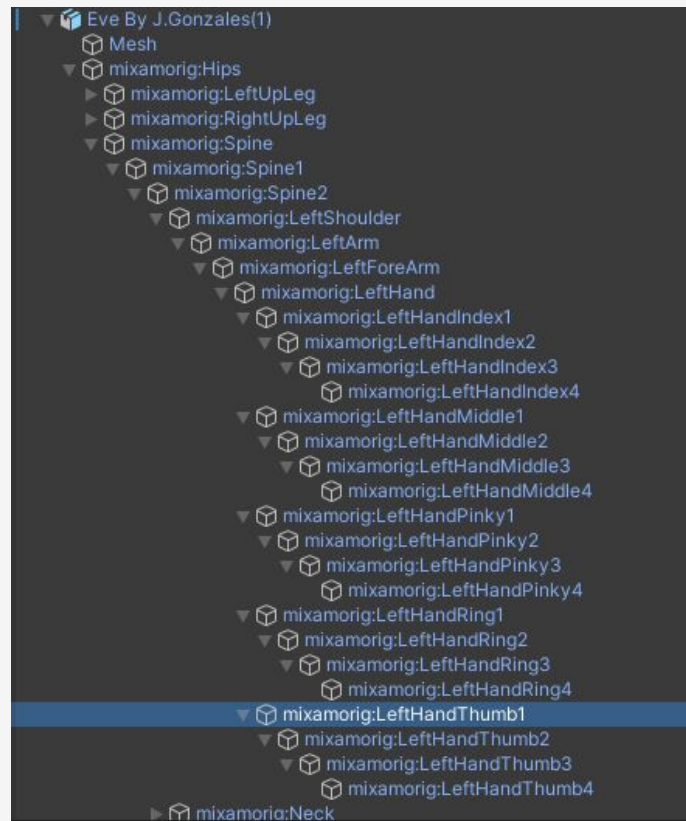 Eve By J.Gonzales(1)
Mesh
mixamorig:Hips
mixamorig:LeftUpLeg
mixamorig:RightUpLeg
mixamorig:Spine
mixamorig:Spine1
mixamorig:Spine2
mixamorig:LeftShoulder
mixamorig:LeftArm
mixamorig:LeftForeArm
mixamorig:LeftHand
mixamorig:LeftHandIndex1
mixamorig:LeftHandIndex2
mixamorig:LeftHandIndex3
mixamorig:LeftHandIndex4
mixamorig:LeftHandMiddle1
mixamorig:LeftHandMiddle2
mixamorig:LeftHandMiddle3
mixamorig:LeftHandMiddle4
mixamorig:LeftHandPinky1
mixamorig:LeftHandPinky2
mixamorig:LeftHandPinky3
mixamorig:LeftHandPinky4
mixamorig:LeftHandRing1
mixamorig:LeftHandRing2
mixamorig:LeftHandRing3
mixamorig:LeftHandRing4
mixamorig:LeftHandThumb1
mixamorig:LeftHandThumb2
mixamorig:LeftHandThumb3
mixamorig:LeftHandThumb4
mixamorig:Neck